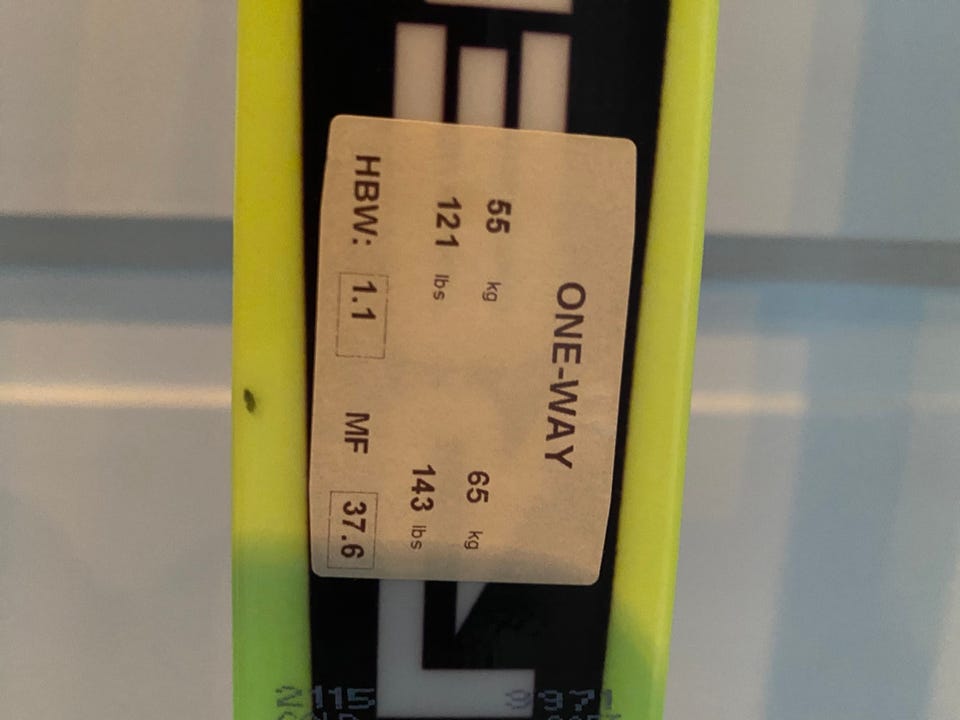 ONE-WAY
55 kg 65 kg
121 lbs 143 lbs
HBW: 1.1 MF 37.6